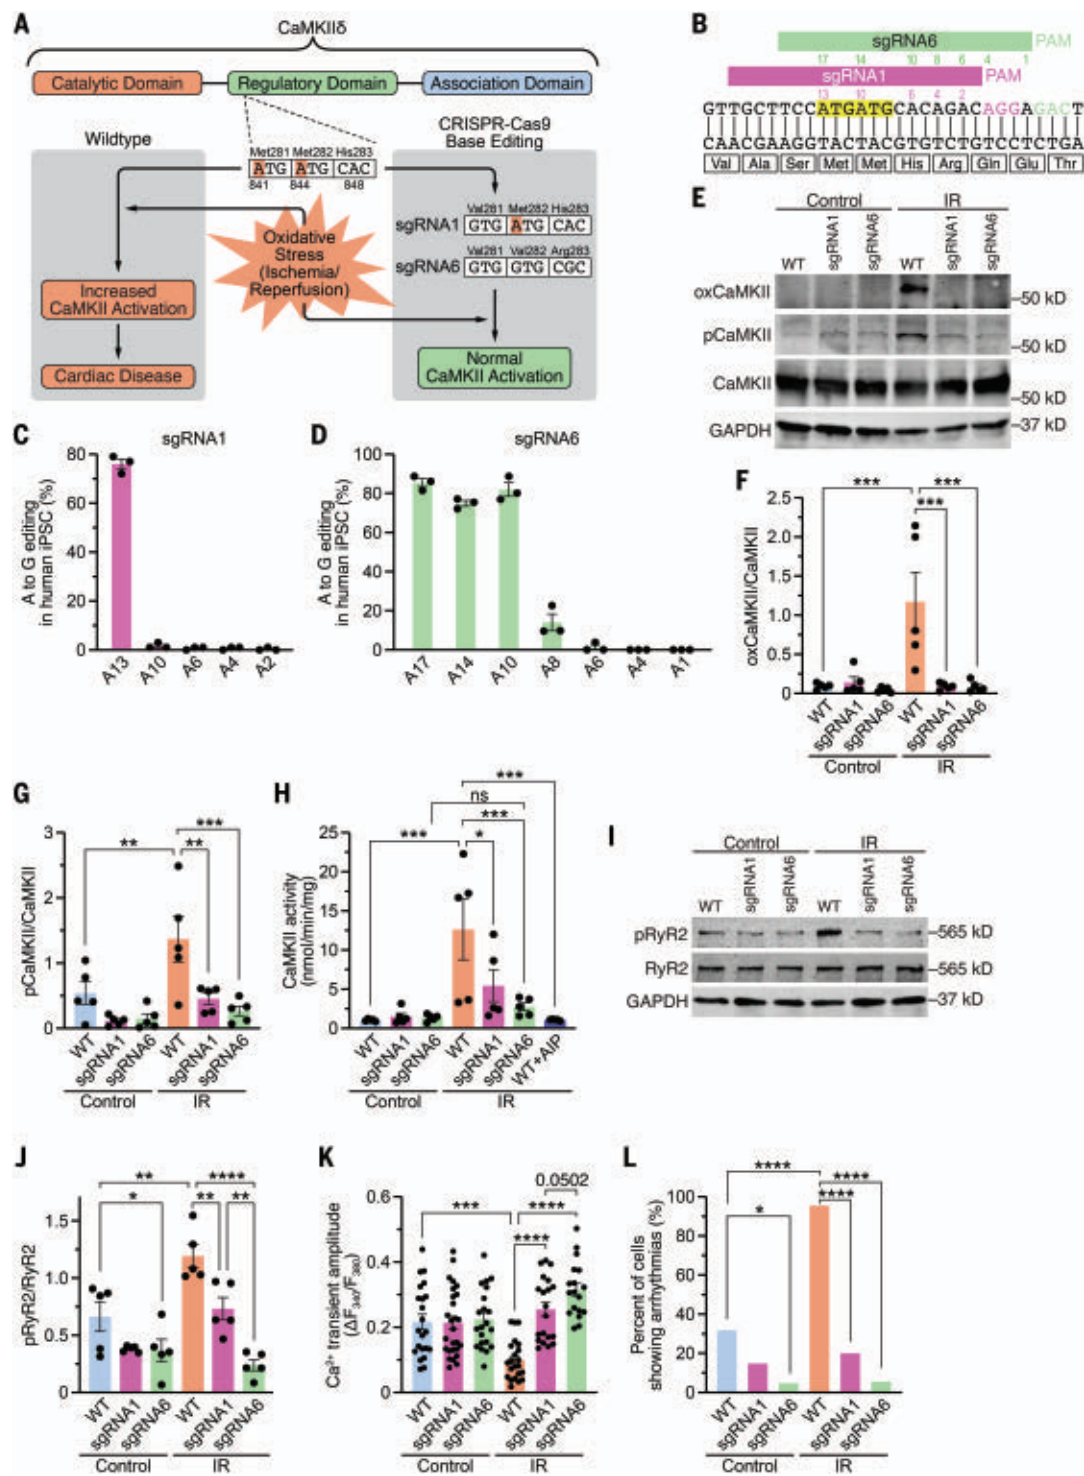 A
CaMKIIδ
Catalytic Domain
Regulatory Domain
Association Domain
Wildtype
CRISPR-Cas9
Base Editing
Met281 Met282 His283
ATG ATG CAC
841 844 848
Val281 Met282 His283
sgRNA1 GTG ATG CAC
Val281 Val282 Arg283
sgRNA6 GTG GTG CGC
Oxidative
Stress
(Ischemia/
Reperfusion)
Increased
CaMKII Activation
Cardiac Disease
Normal
CaMKII Activation
B
sgRNA6 PAM
17 14 10 8 6 4 1
sgRNA1 PAM
13 10 6 4 2
GTTGCTTCCATGATGCACAGACAGGAGACT
CAACGAAGGTACTACGTGTCTGTCCTCTGA
Val Ala Ser Met Met His Arg Gln Glu Thr
C
sgRNA1
A to G editing
in human iPSC (%)
80
60
40
20
0
A13 A10 A6 A4 A2
D
sgRNA6
A to G editing
in human iPSC (%)
100
80
60
40
20
0
A17 A14 A10 A8 A6 A4 A1
E
Control IR
WT sgRNA1 sgRNA6 WT sgRNA1 sgRNA6
oxCaMKII –50 kD
pCaMKII –50 kD
CaMKII –50 kD
GAPDH –37 kD
F
oxCaMKII/CaMKII
2.5
2.0
1.5
1.0
0.5
0
*** ***
***
WT sgRNA1 sgRNA6 WT sgRNA1 sgRNA6
Control IR
G
pCaMKII/CaMKII
3
2
1
0
***
** **
WT sgRNA1 sgRNA6 WT sgRNA1 sgRNA6
Control IR
H
CaMKII activity
(nmol/min/mg)
25
20
15
10
5
0
***
ns
***
*** *
WT sgRNA1 sgRNA6 WT sgRNA1 sgRNA6 WT+AIP
Control IR
I
Control IR
WT sgRNA1 sgRNA6 WT sgRNA1 sgRNA6
pRyR2 –565 kD
RyR2 –565 kD
GAPDH –37 kD
J
pRyR2/RyR2
1.5
1.0
0.5
0
** ****
* ** **
WT sgRNA1 sgRNA6 WT sgRNA1 sgRNA6
Control IR
K
Ca²⁺ transient amplitude
(ΔF₃₄₀/F₃₈₀)
0.6
0.4
0.2
0
0.0502
*** ****
****
WT sgRNA1 sgRNA6 WT sgRNA1 sgRNA6
Control IR
L
Percent of cells
showing arrhythmias (%)
100
80
60
40
20
0
**** ****
* ****
WT sgRNA1 sgRNA6 WT sgRNA1 sgRNA6
Control IR